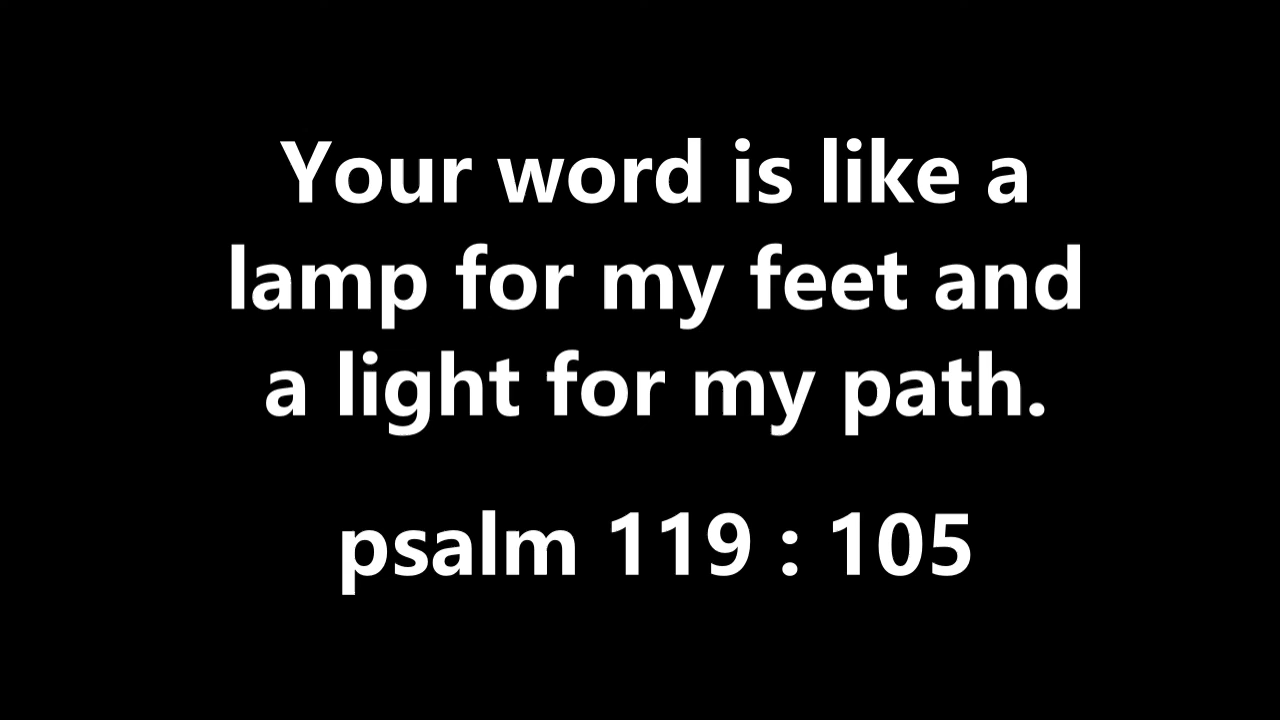 Your word is like a
lamp for my feet and
a light for my path.
psalm 119 : 105